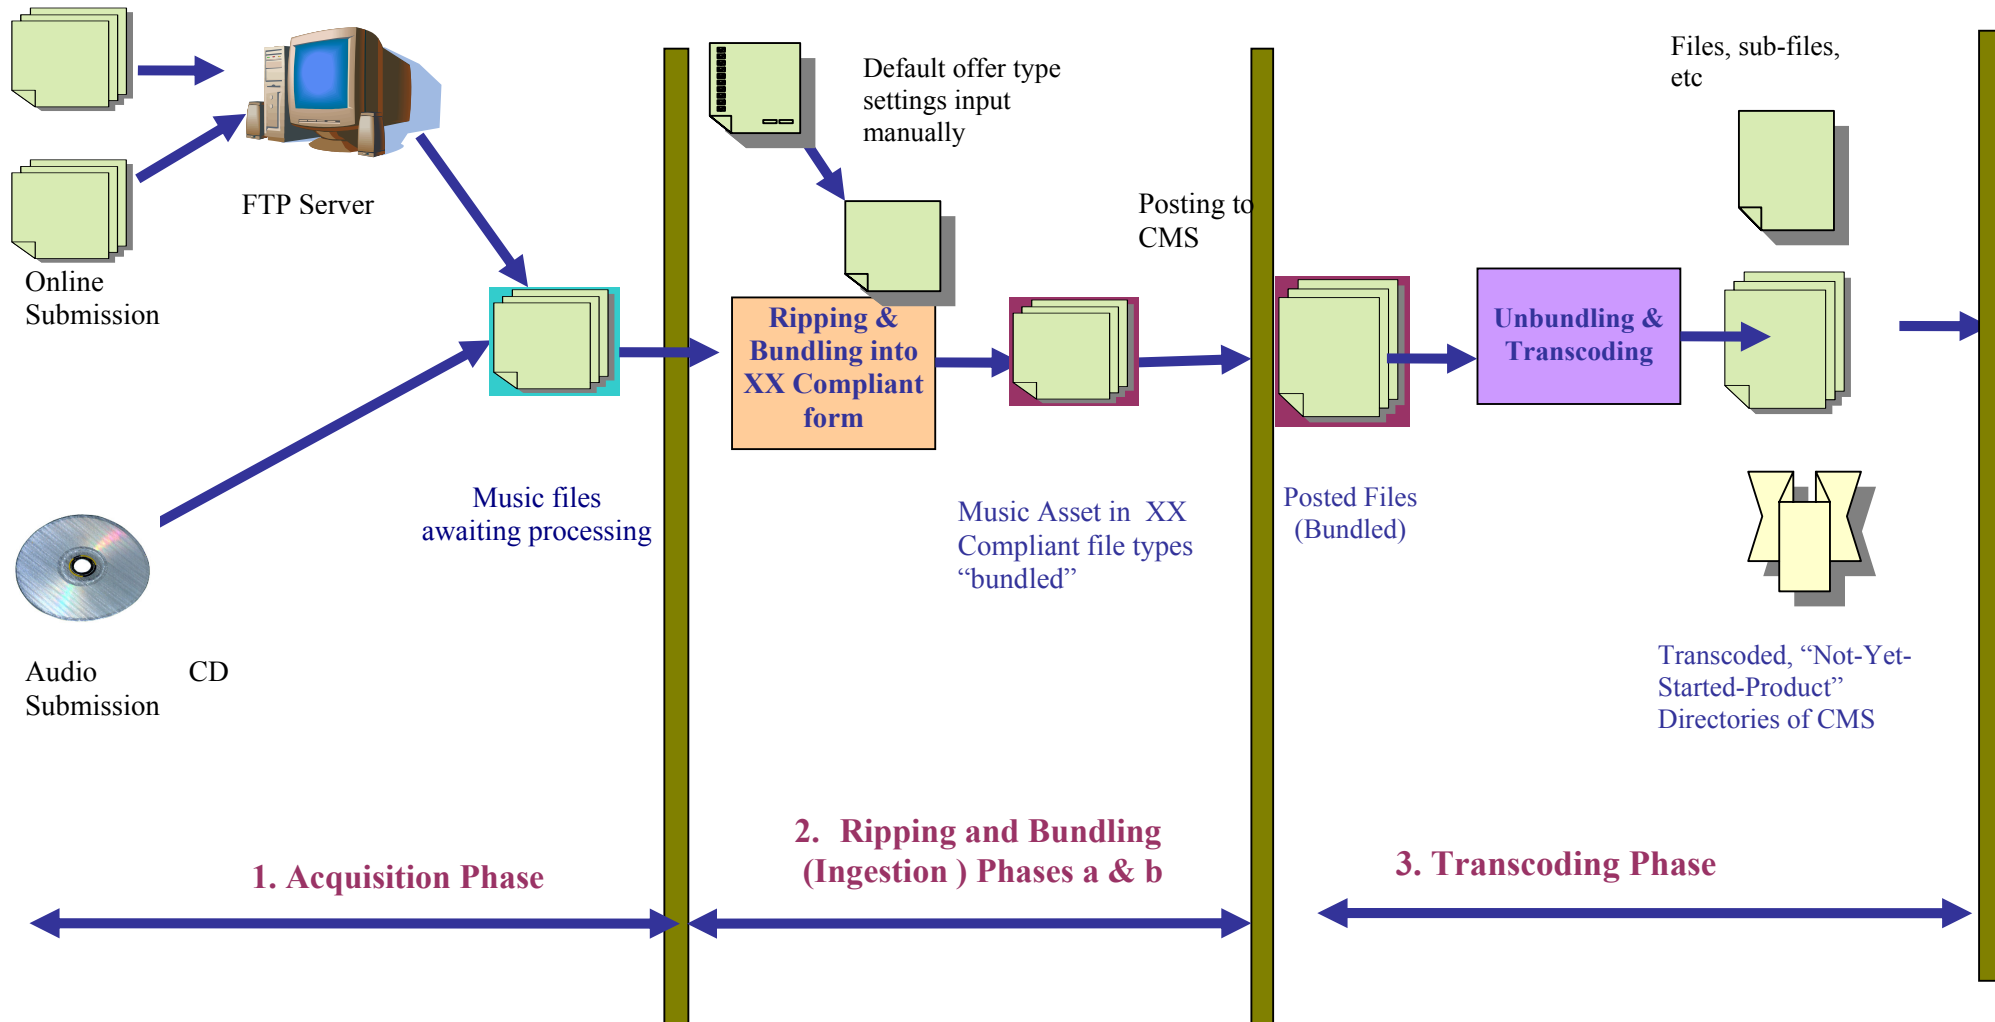 Files, sub-files,
etc
Default offer type
settings input
manually
FTP Server
Posting to
CMS
Online
Submission
Ripping &
Bundling into
XX Compliant
form
Unbundling &
Transcoding
Music files
awaiting processing
Music Asset in XX
Compliant file types
“bundled”
Posted Files
(Bundled)
Audio CD
Submission
Transcoded, “Not-Yet-
Started-Product”
Directories of CMS
1. Acquisition Phase
2. Ripping and Bundling
(Ingestion ) Phases a & b
3. Transcoding Phase